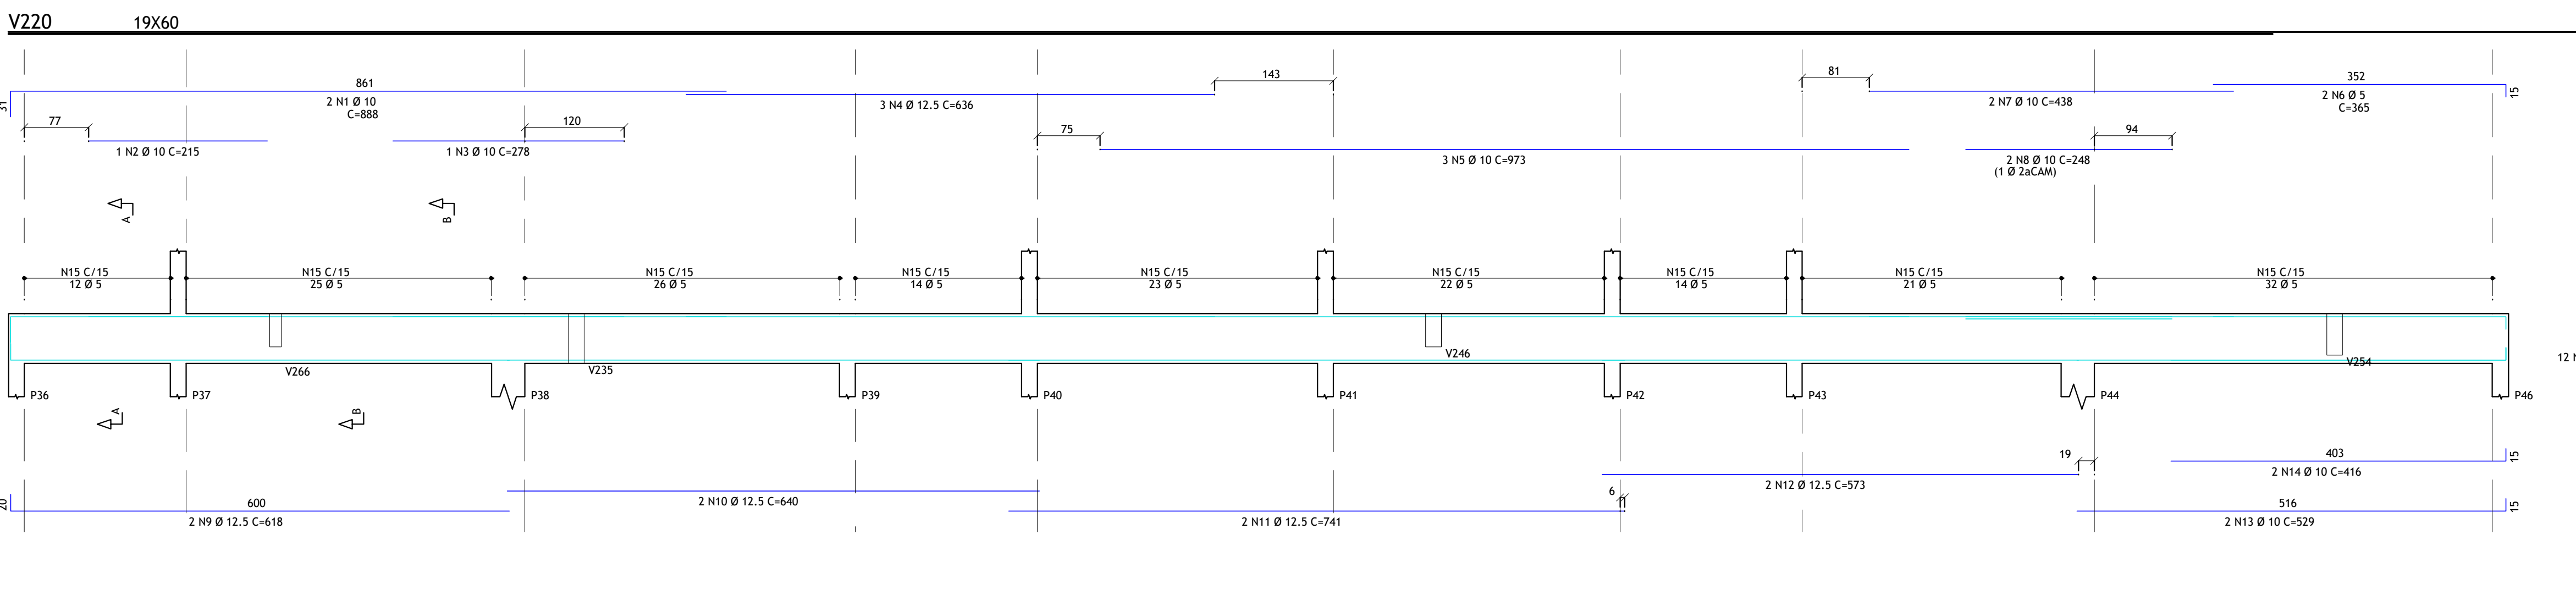 V220 19X60
861
143
81
352
31
2 N1 Ø 10
C=888
3 N4 Ø 12.5 C=636
2 N7 Ø 10 C=438
2 N6 Ø 5
C=365
15
77
120
75
94
1 N2 Ø 10 C=215
1 N3 Ø 10 C=278
3 N5 Ø 10 C=973
2 N8 Ø 10 C=248
(1 Ø 2aCAM)
A
B
N15 C/15
12 Ø 5
N15 C/15
25 Ø 5
N15 C/15
26 Ø 5
N15 C/15
14 Ø 5
N15 C/15
23 Ø 5
N15 C/15
22 Ø 5
N15 C/15
14 Ø 5
N15 C/15
21 Ø 5
N15 C/15
32 Ø 5
V266
V235
V246
V254
12 N
P36
P37
P38
P39
P40
P41
P42
P43
P44
P46
A
B
19
403
15
2 N14 Ø 10 C=416
2 N12 Ø 12.5 C=573
6
20
600
2 N9 Ø 12.5 C=618
2 N10 Ø 12.5 C=640
2 N11 Ø 12.5 C=741
516
15
2 N13 Ø 10 C=529